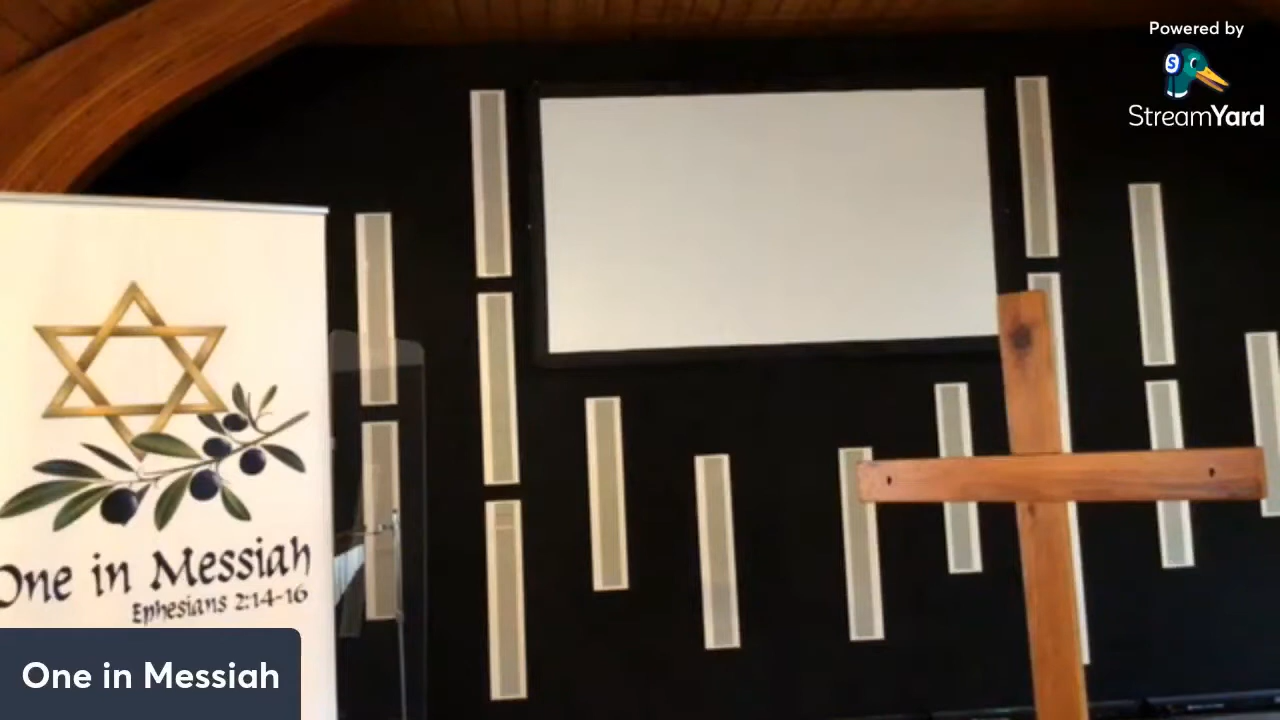 Powered by
StreamYard
One in Messiah
Ephesians 2:14-16
One in Messiah